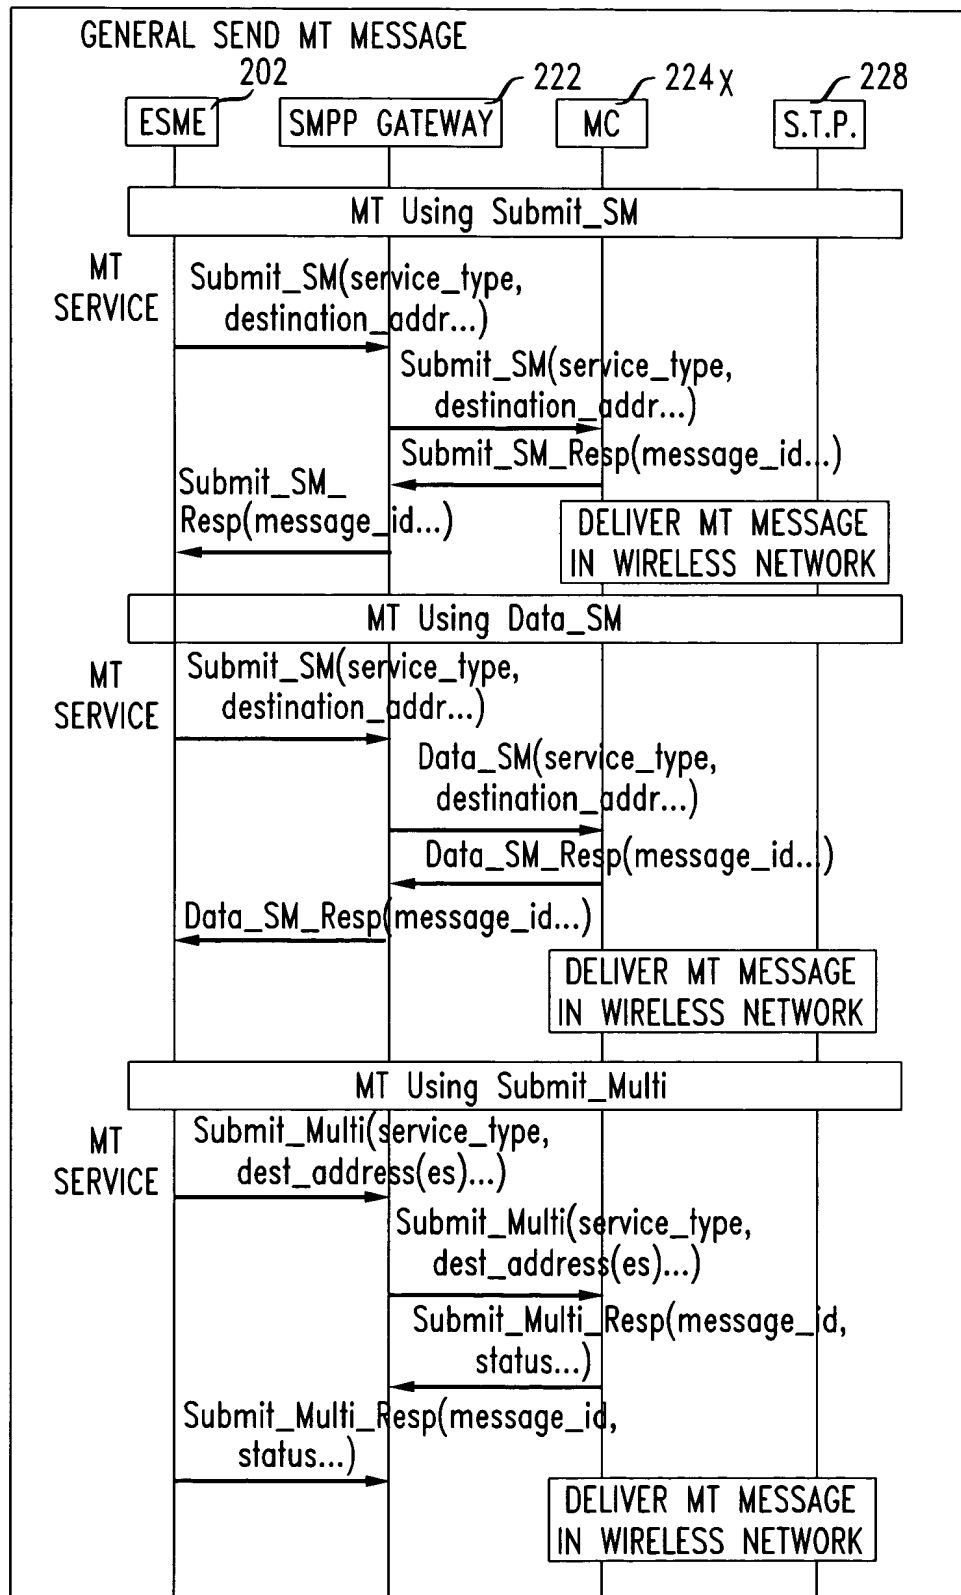 GENERAL SEND MT MESSAGE
202
222
224X
228
ESME
SMPP GATEWAY
MC
S.T.P.
MT Using Submit_SM
MT
SERVICE
Submit_SM(service_type,
destination_addr...)
Submit_SM(service_type,
destination_addr...)
Submit_SM_Resp(message_id...)
Submit_SM_
Resp(message_id...)
DELIVER MT MESSAGE
IN WIRELESS NETWORK
MT Using Data_SM
MT
SERVICE
Submit_SM(service_type,
destination_addr...)
Data_SM(service_type,
destination_addr...)
Data_SM_Resp(message_id...)
Data_SM_Resp(message_id...)
DELIVER MT MESSAGE
IN WIRELESS NETWORK
MT Using Submit_Multi
MT
SERVICE
Submit_Multi(service_type,
dest_address(es)...)
Submit_Multi(service_type,
dest_address(es)...)
Submit_Multi_Resp(message_id,
status...)
Submit_Multi_Resp(message_id,
status...)
DELIVER MT MESSAGE
IN WIRELESS NETWORK